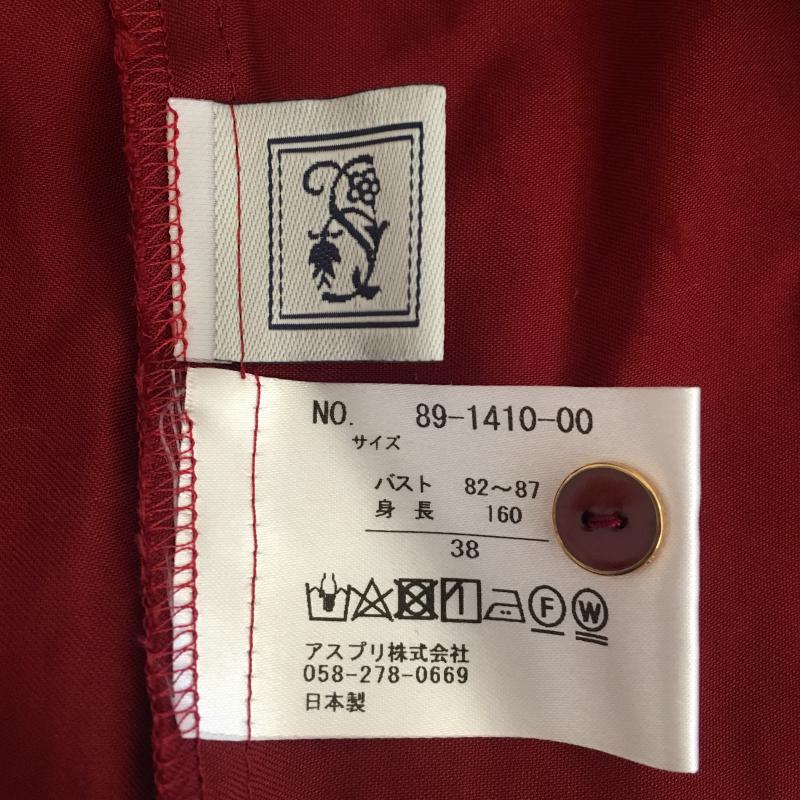 NO. 89-1410-00
サイズ
バスト 82～87
身長 160
38
F W
アスプリ株式会社
058-278-0669
日本製